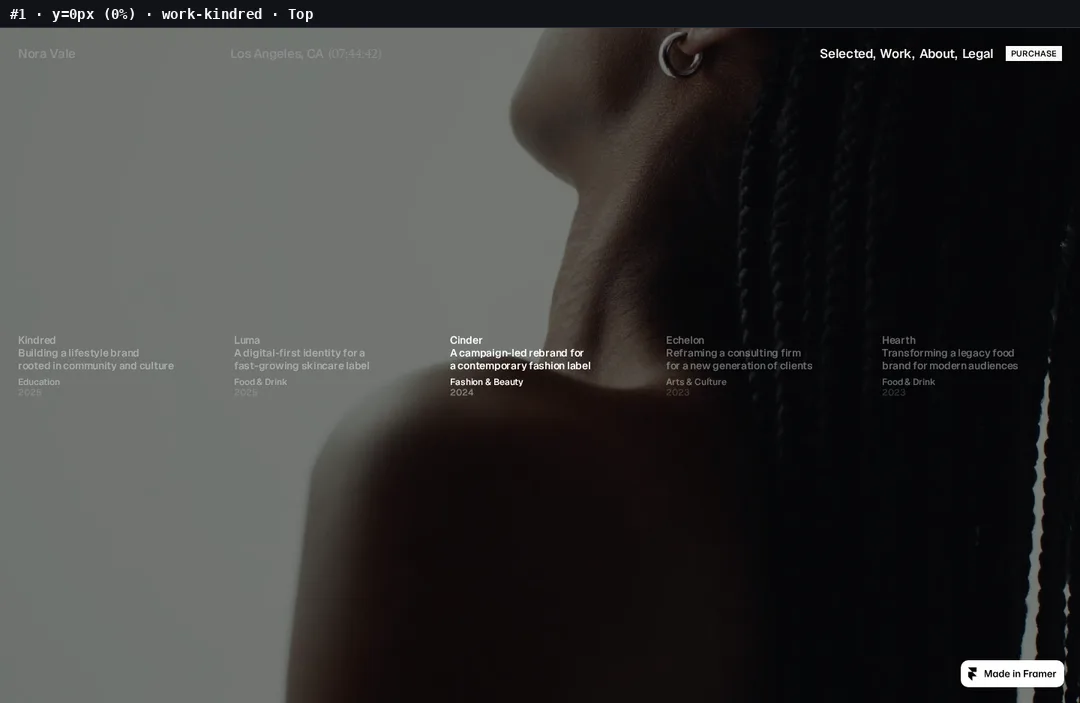 #1 · y=0px (0%) · work-kindred · Top
Nora Vale
Los Angeles, CA (07:44:42)
Selected, Work, About, Legal
PURCHASE
Kindred
Building a lifestyle brand
rooted in community and culture
Education
2025
Luma
A digital-first identity for a
fast-growing skincare label
Food & Drink
2025
Cinder
A campaign-led rebrand for
a contemporary fashion label
Fashion & Beauty
2024
Echelon
Reframing a consulting firm
for a new generation of clients
Arts & Culture
2023
Hearth
Transforming a legacy food
brand for modern audiences
Food & Drink
2023
Made in Framer